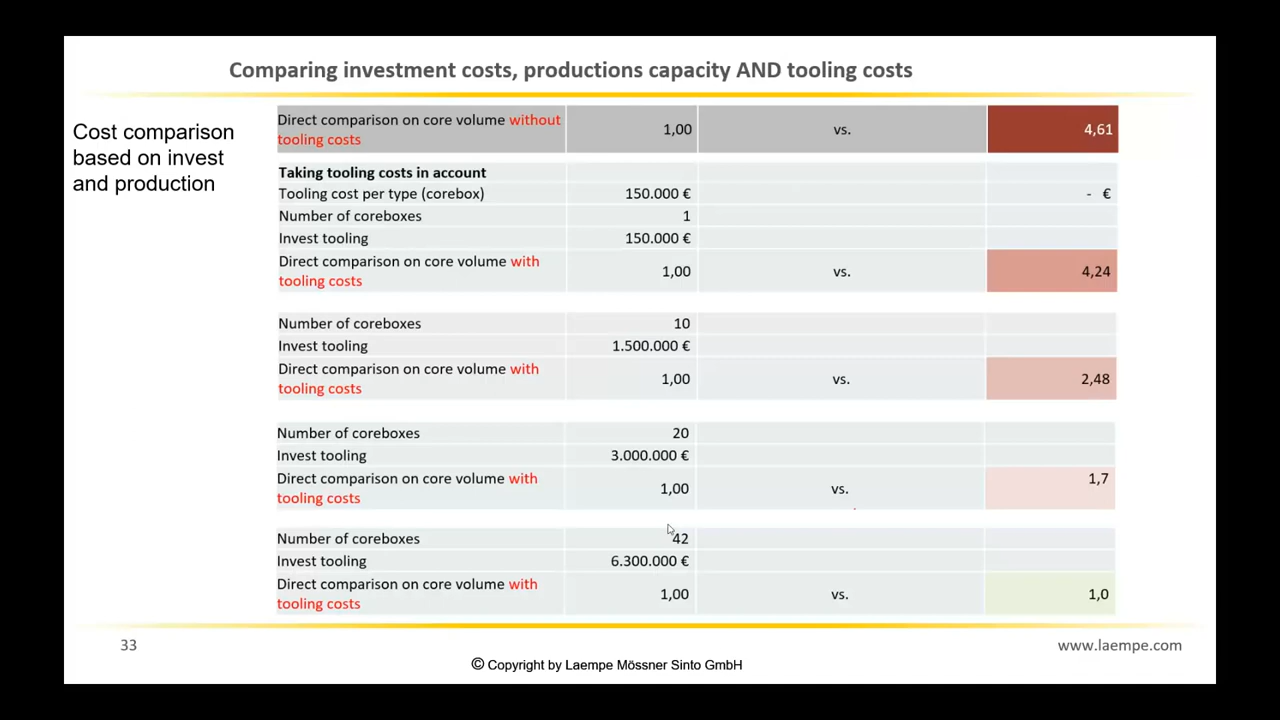 Comparing investment costs, productions capacity AND tooling costs
Cost comparison
based on invest
and production
Direct comparison on core volume without
tooling costs
1,00 vs. 4,61
Taking tooling costs in account
Tooling cost per type (corebox) 150.000 € - €
Number of coreboxes 1
Invest tooling 150.000 €
Direct comparison on core volume with
tooling costs
1,00 vs. 4,24
Number of coreboxes 10
Invest tooling 1.500.000 €
Direct comparison on core volume with
tooling costs
1,00 vs. 2,48
Number of coreboxes 20
Invest tooling 3.000.000 €
Direct comparison on core volume with
tooling costs
1,00 vs. 1,7
Number of coreboxes 42
Invest tooling 6.300.000 €
Direct comparison on core volume with
tooling costs
1,00 vs. 1,0
33
www.laempe.com
© Copyright by Laempe Mössner Sinto GmbH